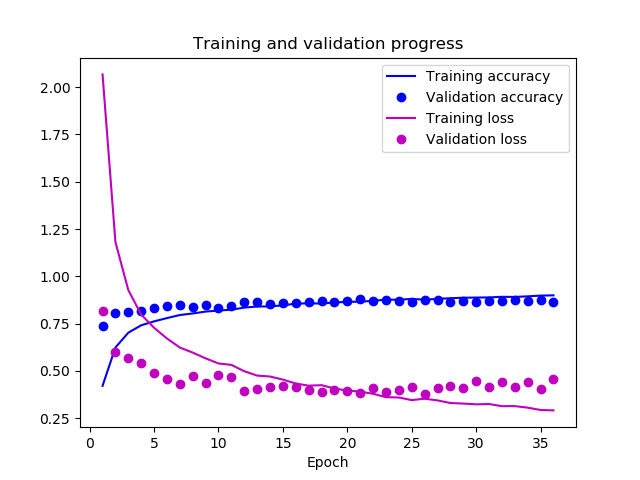 Training and validation progress
Training accuracy
Validation accuracy
Training loss
Validation loss
2.00
1.75
1.50
1.25
1.00
0.75
0.50
0.25
0 5 10 15 20 25 30 35
Epoch